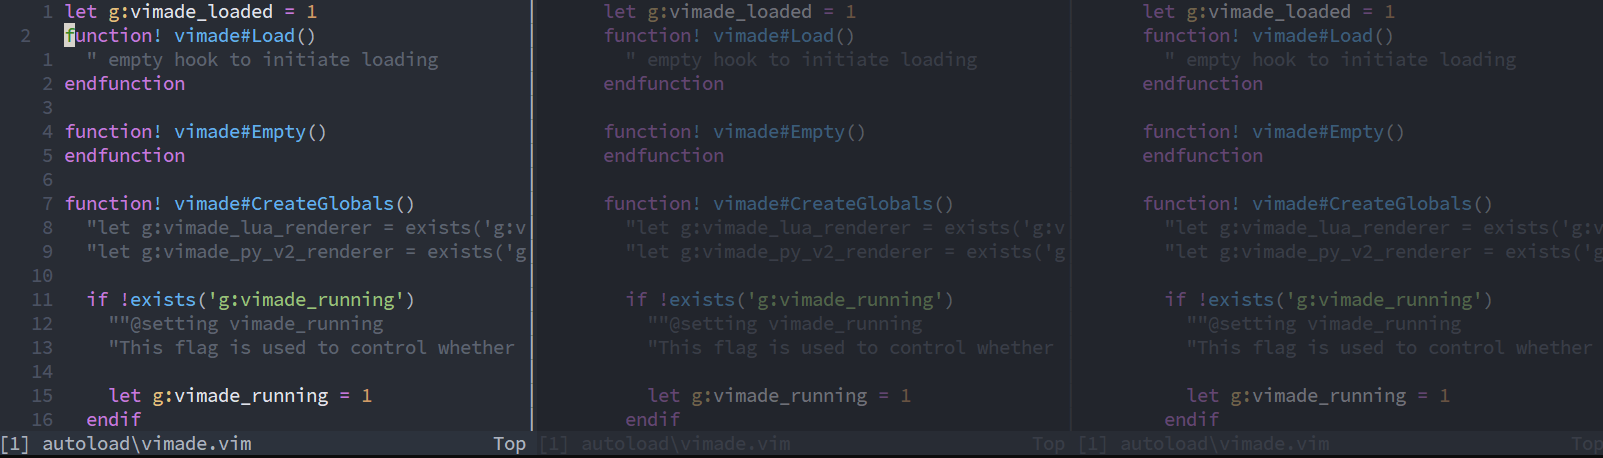 1 let g:vimade_loaded = 1
2 function! vimade#Load()
1 " empty hook to initiate loading
2 endfunction
3
4 function! vimade#Empty()
5 endfunction
6
7 function! vimade#CreateGlobals()
8 "let g:vimade_lua_renderer = exists('g:v
9 "let g:vimade_py_v2_renderer = exists('g
10
11 if !exists('g:vimade_running')
12 ""@setting vimade_running
13 "This flag is used to control whether
14
15 let g:vimade_running = 1
16 endif
[1] autoload\vimade.vim Top
let g:vimade_loaded = 1
function! vimade#Load()
" empty hook to initiate loading
endfunction
function! vimade#Empty()
endfunction
function! vimade#CreateGlobals()
"let g:vimade_lua_renderer = exists('g:v
"let g:vimade_py_v2_renderer = exists('g
if !exists('g:vimade_running')
""@setting vimade_running
"This flag is used to control whether
let g:vimade_running = 1
endif
[1] autoload\vimade.vim Top
let g:vimade_loaded = 1
function! vimade#Load()
" empty hook to initiate loading
endfunction
function! vimade#Empty()
endfunction
function! vimade#CreateGlobals()
"let g:vimade_lua_renderer = exists('g:v
"let g:vimade_py_v2_renderer = exists('g
if !exists('g:vimade_running')
""@setting vimade_running
"This flag is used to control whether
let g:vimade_running = 1
endif
[1] autoload\vimade.vim Top